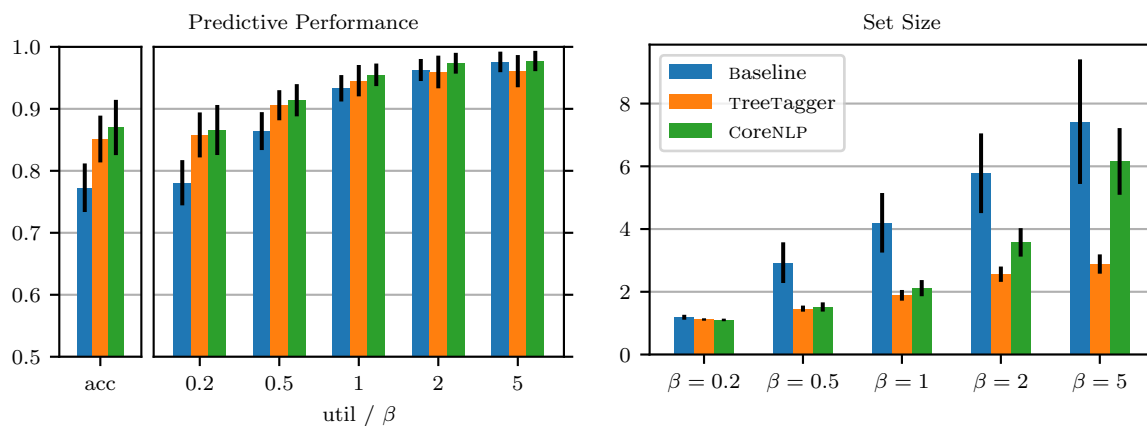 Predictive Performance
1.0
0.9
0.8
0.7
0.6
0.5
acc
0.2
0.5
1
2
5
util / β
Set Size
Baseline
TreeTagger
CoreNLP
8
6
4
2
0
β = 0.2
β = 0.5
β = 1
β = 2
β = 5